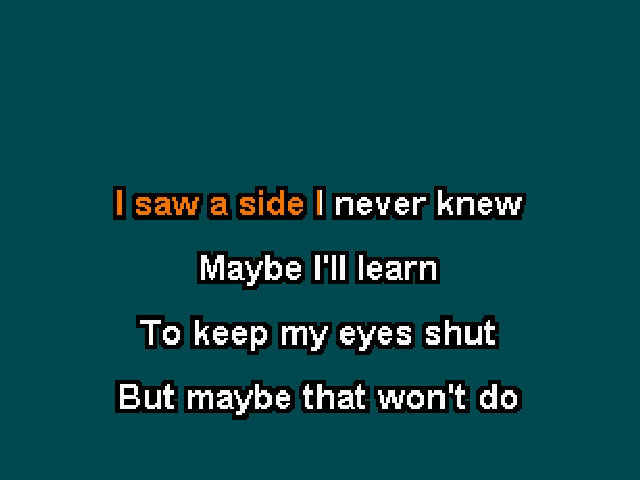 I saw a side I never knew
Maybe I'll learn
To keep my eyes shut
But maybe that won't do